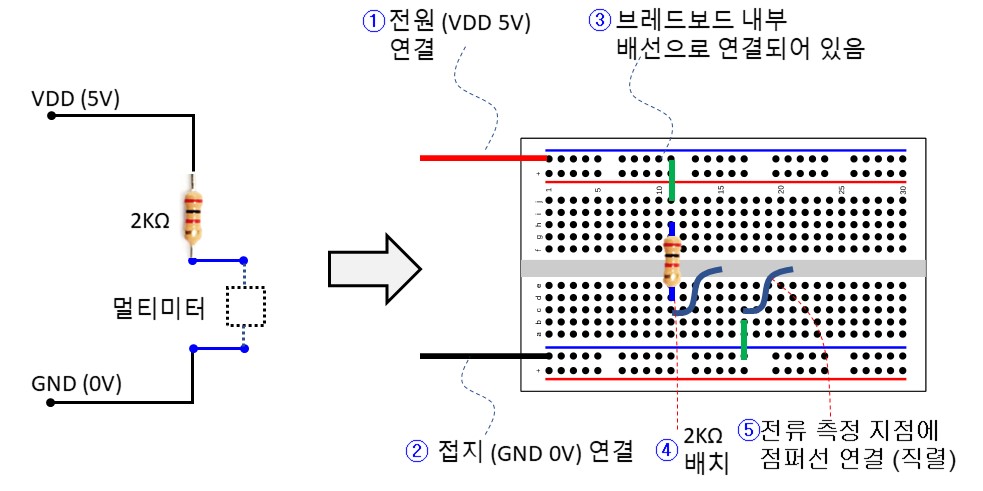 ① 전원 (VDD 5V)
연결
③ 브레드보드 내부
배선으로 연결되어 있음
VDD (5V)
2KΩ
멀티미터
GND (0V)
+
1 5 10 15 20 25 30
j
i
h
g
f
e
d
c
b
a
+
② 접지 (GND 0V) 연결
④ 2KΩ
배치
⑤ 전류 측정 지점에
점퍼선 연결 (직렬)